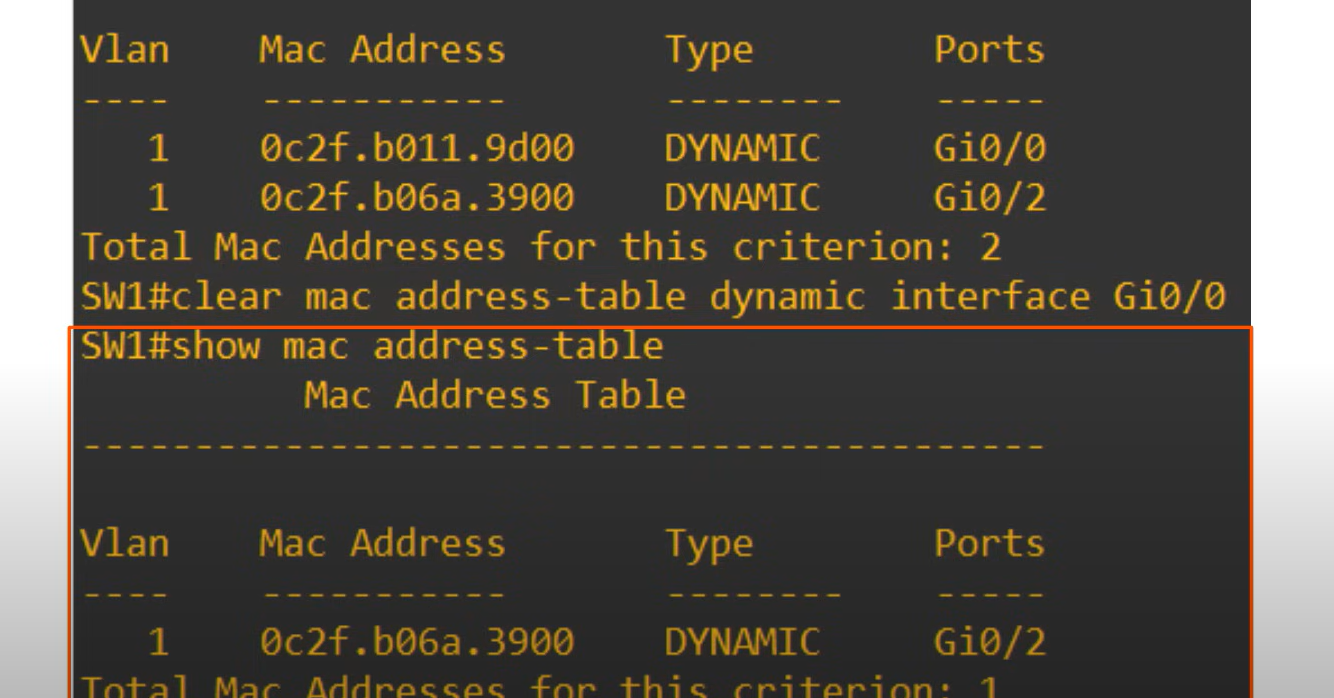 Vlan    Mac Address       Type        Ports
----    -----------       --------    -----
   1    0c2f.b011.9d00    DYNAMIC     Gi0/0
   1    0c2f.b06a.3900    DYNAMIC     Gi0/2
Total Mac Addresses for this criterion: 2
SW1#clear mac address-table dynamic interface Gi0/0
SW1#show mac address-table
          Mac Address Table
-------------------------------------------
Vlan    Mac Address       Type        Ports
----    -----------       --------    -----
   1    0c2f.b06a.3900    DYNAMIC     Gi0/2
Total Mac Addresses for this criterion: 1